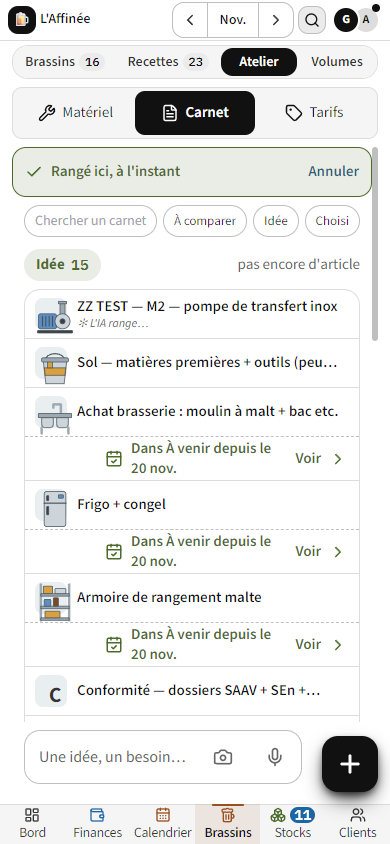 L'Affinée
Nov.
G
A
Brassins 16
Recettes 23
Atelier
Volumes
Matériel
Carnet
Tarifs
Rangé ici, à l'instant
Annuler
Chercher un carnet
À comparer
Idée
Choisi
Idée 15
pas encore d'article
ZZ TEST — M2 — pompe de transfert inox
L'IA range…
Sol — matières premières + outils (peu…
Achat brasserie : moulin à malt + bac etc.
Dans À venir depuis le
20 nov.
Voir
Frigo + congel
Dans À venir depuis le
20 nov.
Voir
Armoire de rangement malte
Dans À venir depuis le
20 nov.
Voir
C
Conformité — dossiers SAAV + SEn +…
Une idée, un besoin…
Bord
Finances
Calendrier
Brassins
11
Stocks
Clients